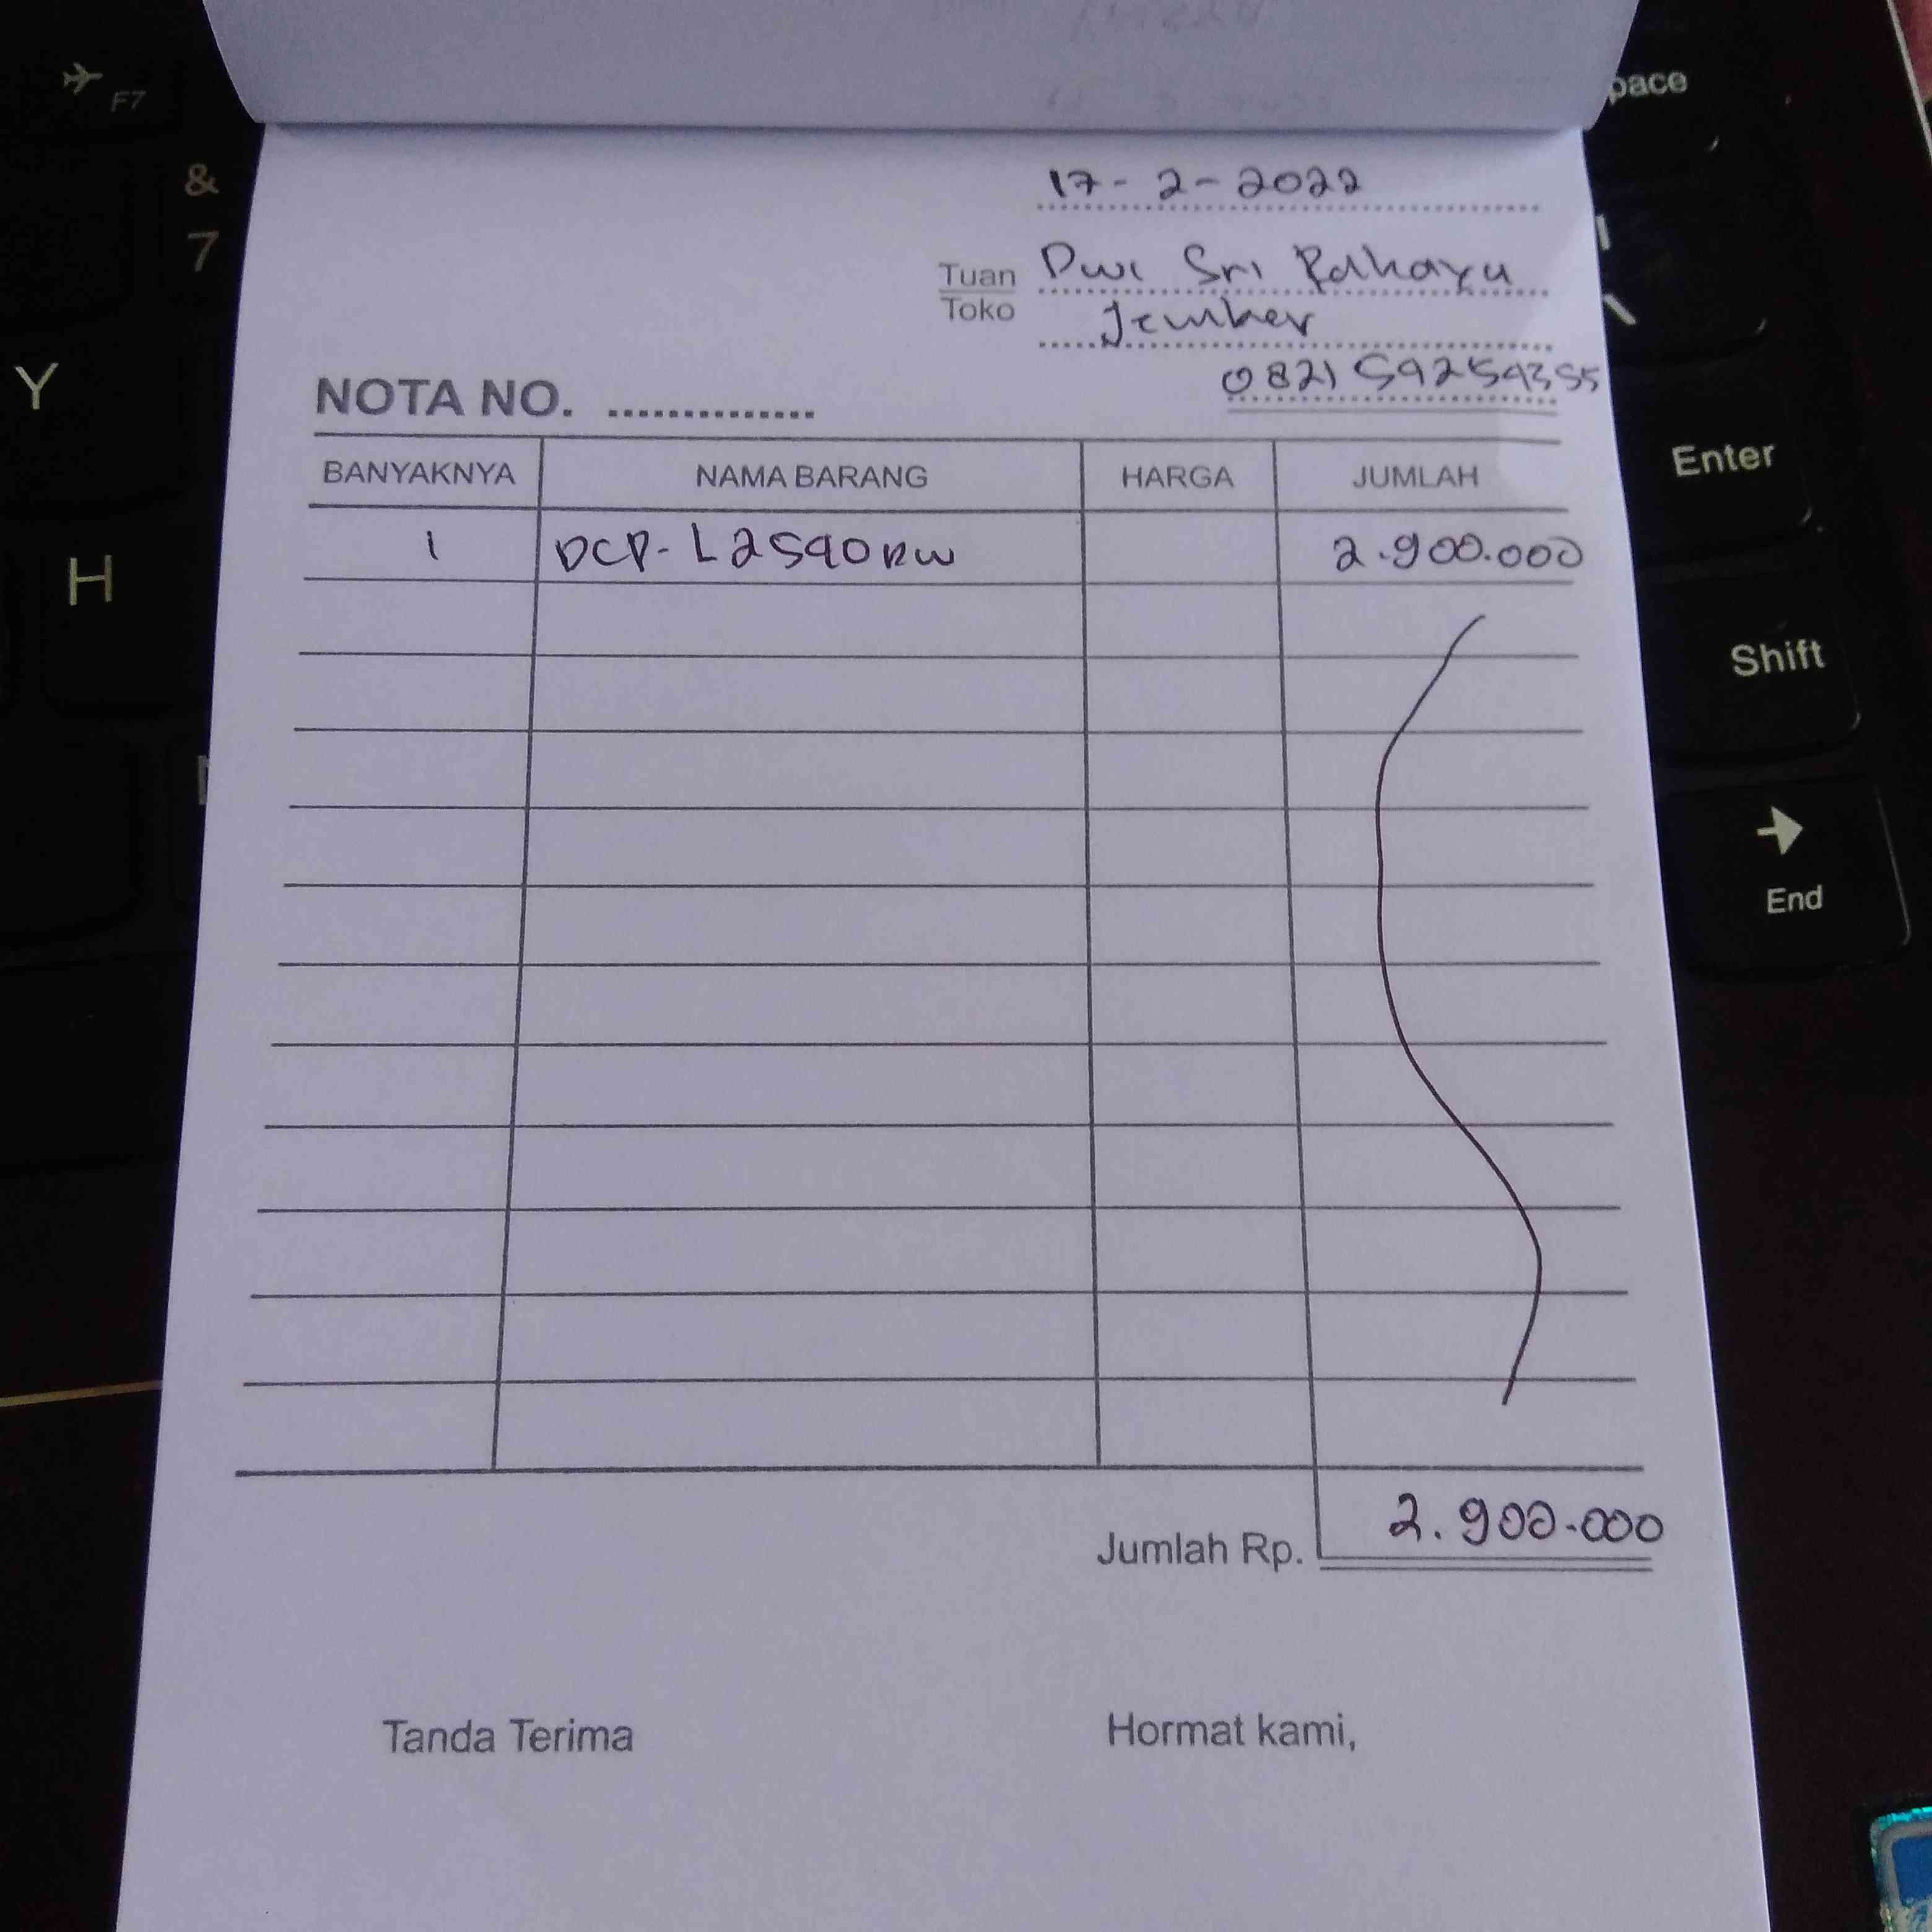 F7
pace
&
7
17-2-2022
Tuan Dwi Sri Rahayu
Toko Jember
Y
NOTA NO. ..............
Enter
BANYAKNYA NAMA BARANG HARGA JUMLAH
1 DCP-L2540DW 2.900.000
H
Shift
End
Jumlah Rp. 2.900.000
Tanda Terima Hormat kami,